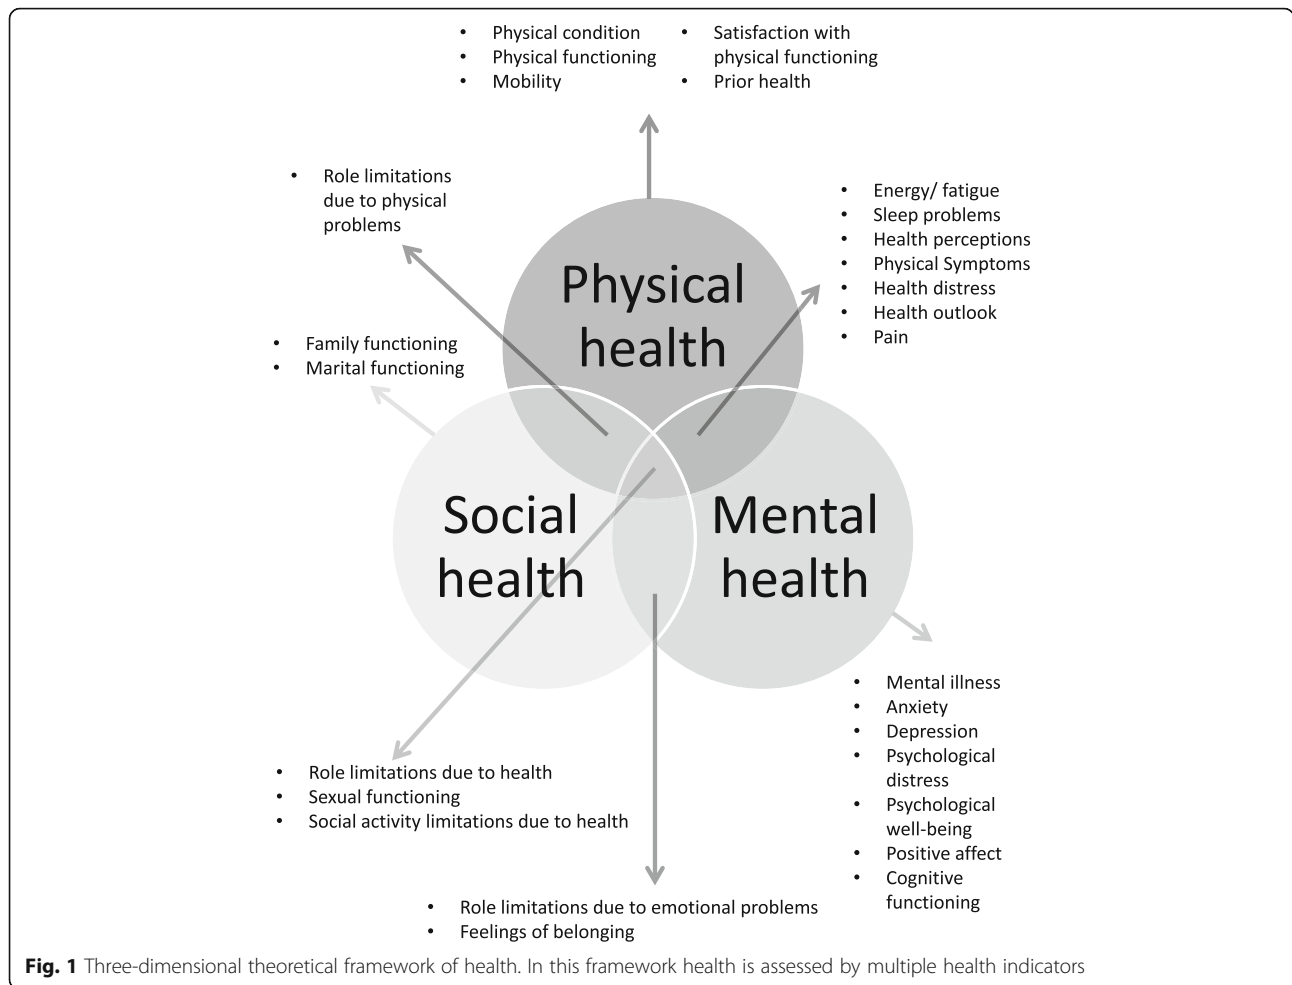 • Physical condition
• Physical functioning
• Mobility
• Satisfaction with
physical functioning
• Prior health
• Role limitations
due to physical
problems
• Energy/ fatigue
• Sleep problems
• Health perceptions
• Physical Symptoms
• Health distress
• Health outlook
• Pain
Physical
health
• Family functioning
• Marital functioning
Social
health
Mental
health
• Mental illness
• Anxiety
• Depression
• Psychological
distress
• Psychological
well-being
• Positive affect
• Cognitive
functioning
• Role limitations due to health
• Sexual functioning
• Social activity limitations due to health
• Role limitations due to emotional problems
• Feelings of belonging
Fig. 1 Three-dimensional theoretical framework of health. In this framework health is assessed by multiple health indicators